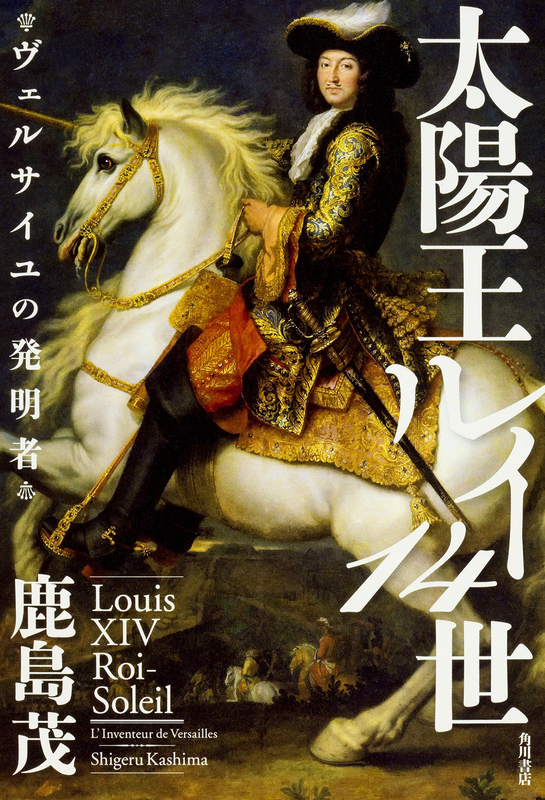 太陽王ルイ14世
ヴェルサイユの発明者
鹿島茂
Louis
XIV
Roi-
Soleil
L'Inventeur de Versailles
Shigeru Kashima
角川書店